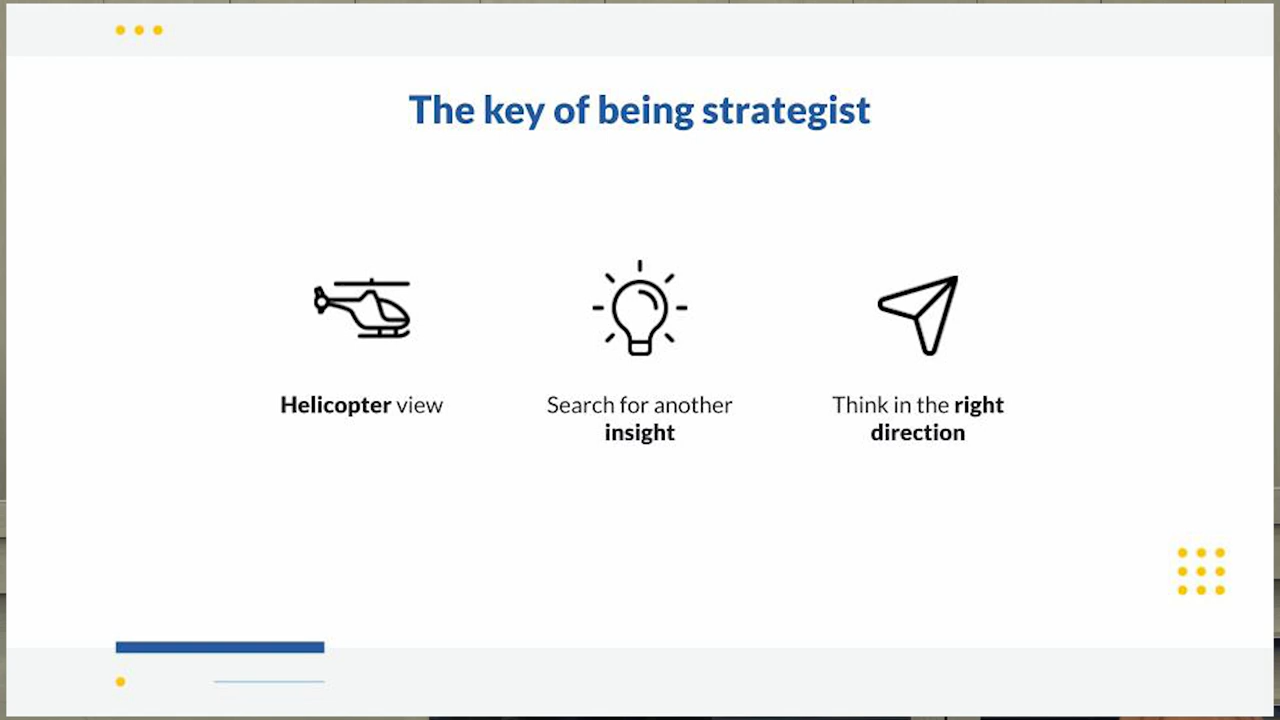 The key of being strategist
Helicopter view
Search for another
insight
Think in the right
direction